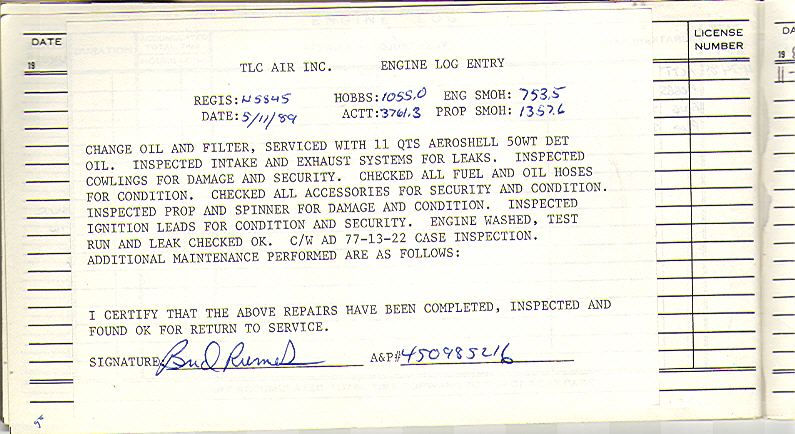 DATE
19
LICENSE
NUMBER
DA
19
11-
TLC AIR INC. ENGINE LOG ENTRY
REGIS: N5845 HOBBS: 1055.0 ENG SMOH: 753.5
DATE: 5/11/89 ACTT: 3761.3 PROP SMOH: 1357.6
CHANGE OIL AND FILTER, SERVICED WITH 11 QTS AEROSHELL 50WT DET
OIL. INSPECTED INTAKE AND EXHAUST SYSTEMS FOR LEAKS. INSPECTED
COWLINGS FOR DAMAGE AND SECURITY. CHECKED ALL FUEL AND OIL HOSES
FOR CONDITION. CHECKED ALL ACCESSORIES FOR SECURITY AND CONDITION.
INSPECTED PROP AND SPINNER FOR DAMAGE AND CONDITION. INSPECTED
IGNITION LEADS FOR CONDITION AND SECURITY. ENGINE WASHED, TEST
RUN AND LEAK CHECKED OK. C/W AD 77-13-22 CASE INSPECTION.
ADDITIONAL MAINTENANCE PERFORMED ARE AS FOLLOWS:
I CERTIFY THAT THE ABOVE REPAIRS HAVE BEEN COMPLETED, INSPECTED AND
FOUND OK FOR RETURN TO SERVICE.
SIGNATURE: Bud A&P# 450985216